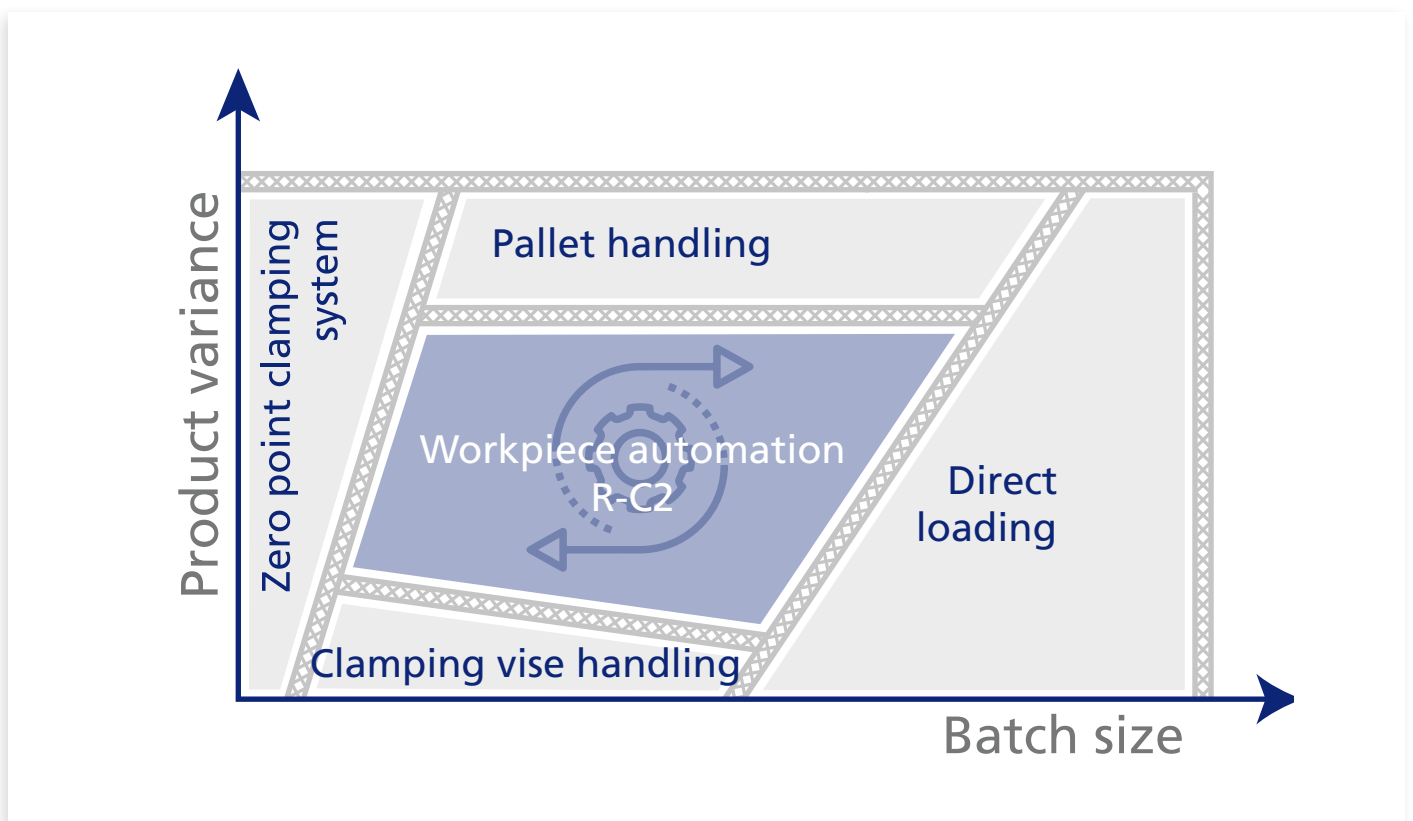 Product variance
Zero point clamping
system
Pallet handling
Workpiece automation
R-C2
Direct
loading
Clamping vise handling
Batch size